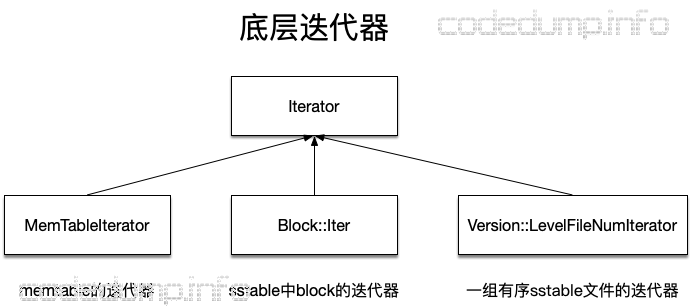 底层迭代器
codedump.info
Iterator
MemTableIterator
Block::Iter
Version::LevelFileNumIterator
memtable的迭代器
sstable中block的迭代器
一组有序sstable文件的迭代器
codedump.info